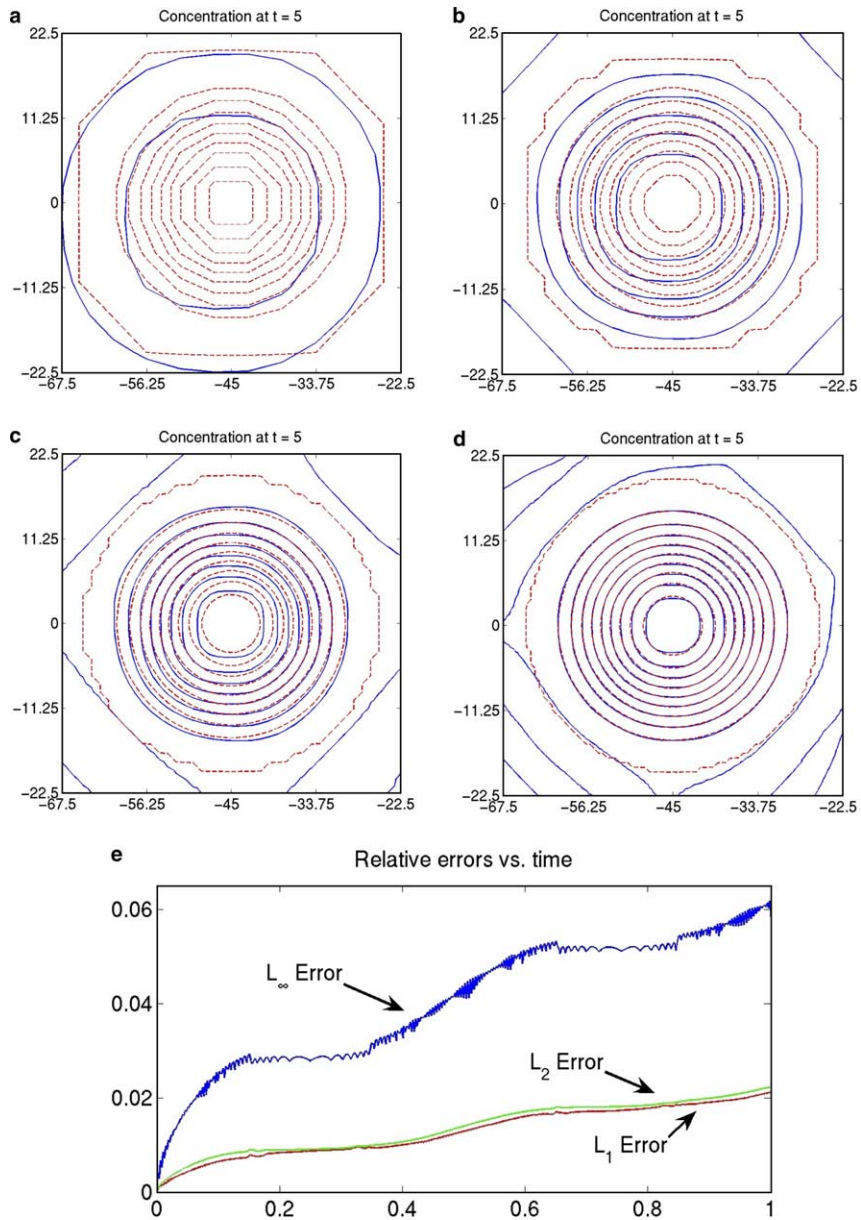 a
Concentration at t = 5
22.5
11.25
0
−11.25
−22.5
−67.5 −56.25 −45 −33.75 −22.5
b
Concentration at t = 5
22.5
11.25
0
−11.25
−22.5
−67.5 −56.25 −45 −33.75 −22.5
c
Concentration at t = 5
22.5
11.25
0
−11.25
−22.5
−67.5 −56.25 −45 −33.75 −22.5
d
Concentration at t = 5
22.5
11.25
0
−11.25
−22.5
−67.5 −56.25 −45 −33.75 −22.5
e
Relative errors vs. time
0.06
0.04
0.02
0
L∞ Error
L2 Error
L1 Error
0 0.2 0.4 0.6 0.8 1